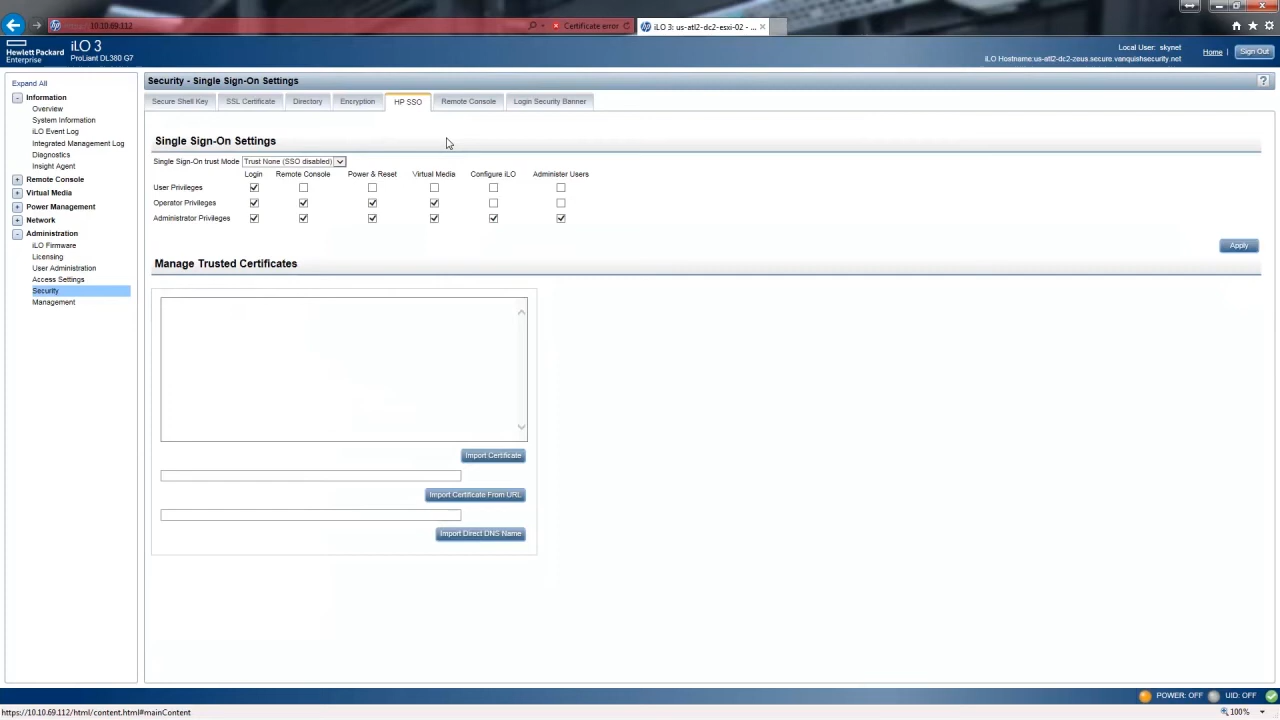 10.10.69.112
Certificate error
iLO 3: us-atl2-dc2-esxi-02 - ...
Hewlett Packard
Enterprise
iLO 3
ProLiant DL380 G7
Local User: skynet
iLO Hostname:us-atl2-dc2-zeus.secure.vanquishsecurity.net
Home
Sign Out
Expand All
Information
Overview
System Information
iLO Event Log
Integrated Management Log
Diagnostics
Insight Agent
Remote Console
Virtual Media
Power Management
Network
Administration
iLO Firmware
Licensing
User Administration
Access Settings
Security
Management
Security - Single Sign-On Settings
?
Secure Shell Key
SSL Certificate
Directory
Encryption
HP SSO
Remote Console
Login Security Banner
Single Sign-On Settings
Single Sign-On trust Mode Trust None (SSO disabled)
Login Remote Console Power & Reset Virtual Media Configure iLO Administer Users
User Privileges
Operator Privileges
Administrator Privileges
Apply
Manage Trusted Certificates
Import Certificate
Import Certificate From URL
Import Direct DNS Name
POWER: OFF UID: OFF
https://10.10.69.112/html/content.html#mainContent
100%